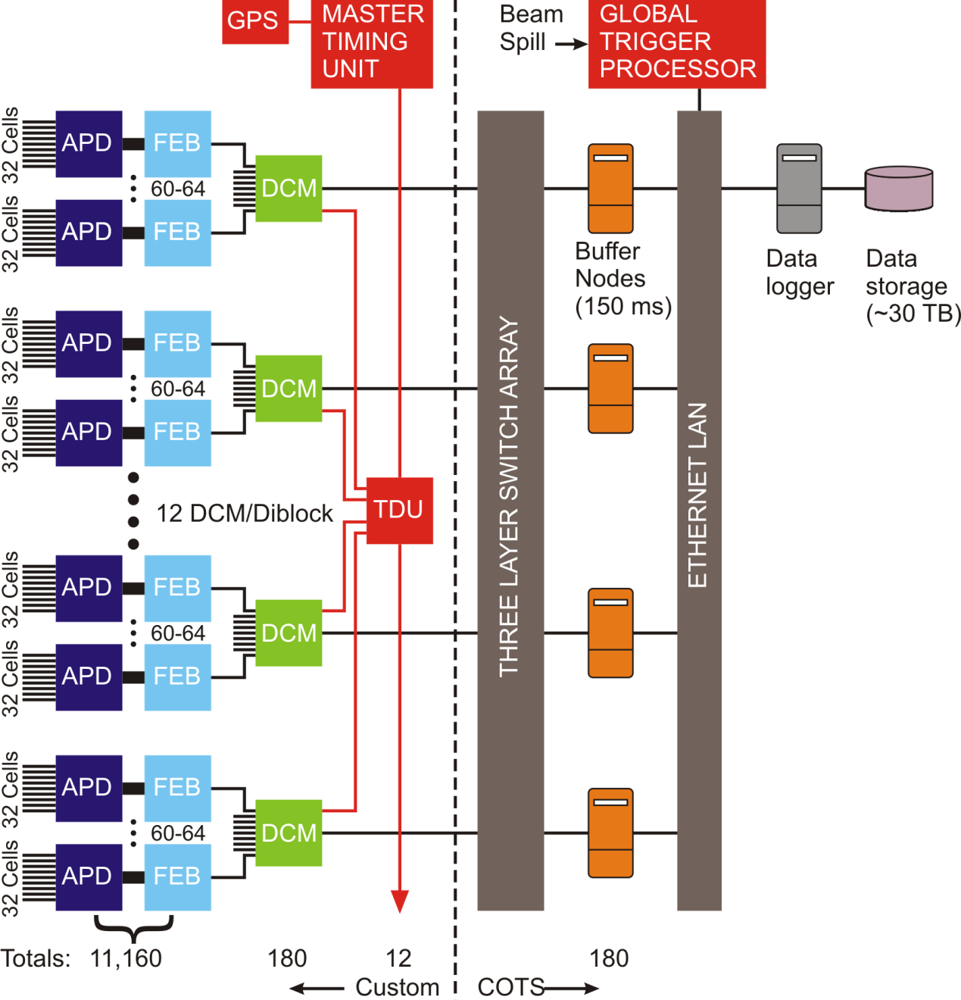 GPS
MASTER
TIMING
UNIT
Beam
Spill
GLOBAL
TRIGGER
PROCESSOR
32 Cells
APD
FEB
60-64
DCM
32 Cells
APD
FEB
Buffer
Nodes
(150 ms)
Data
logger
Data
storage
(~30 TB)
32 Cells
APD
FEB
60-64
DCM
32 Cells
APD
FEB
12 DCM/Diblock
TDU
THREE LAYER SWITCH ARRAY
ETHERNET LAN
32 Cells
APD
FEB
60-64
DCM
32 Cells
APD
FEB
32 Cells
APD
FEB
60-64
DCM
32 Cells
APD
FEB
Totals: 11,160 180 12 180
Custom
COTS